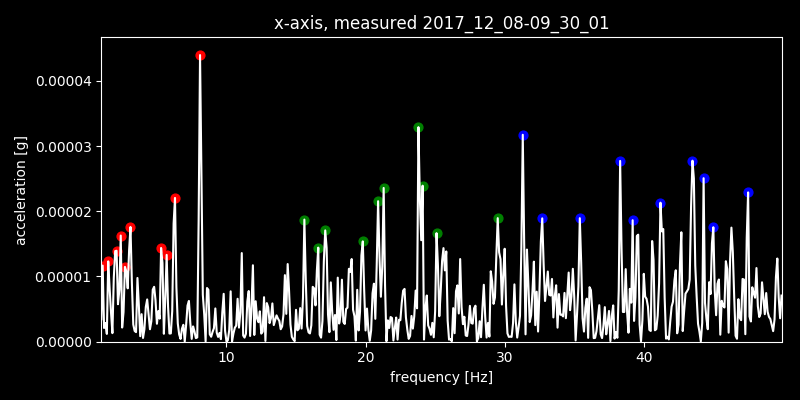 x-axis, measured 2017_12_08-09_30_01
acceleration [g]
0.00004
0.00003
0.00002
0.00001
0.00000
10 20 30 40
frequency [Hz]